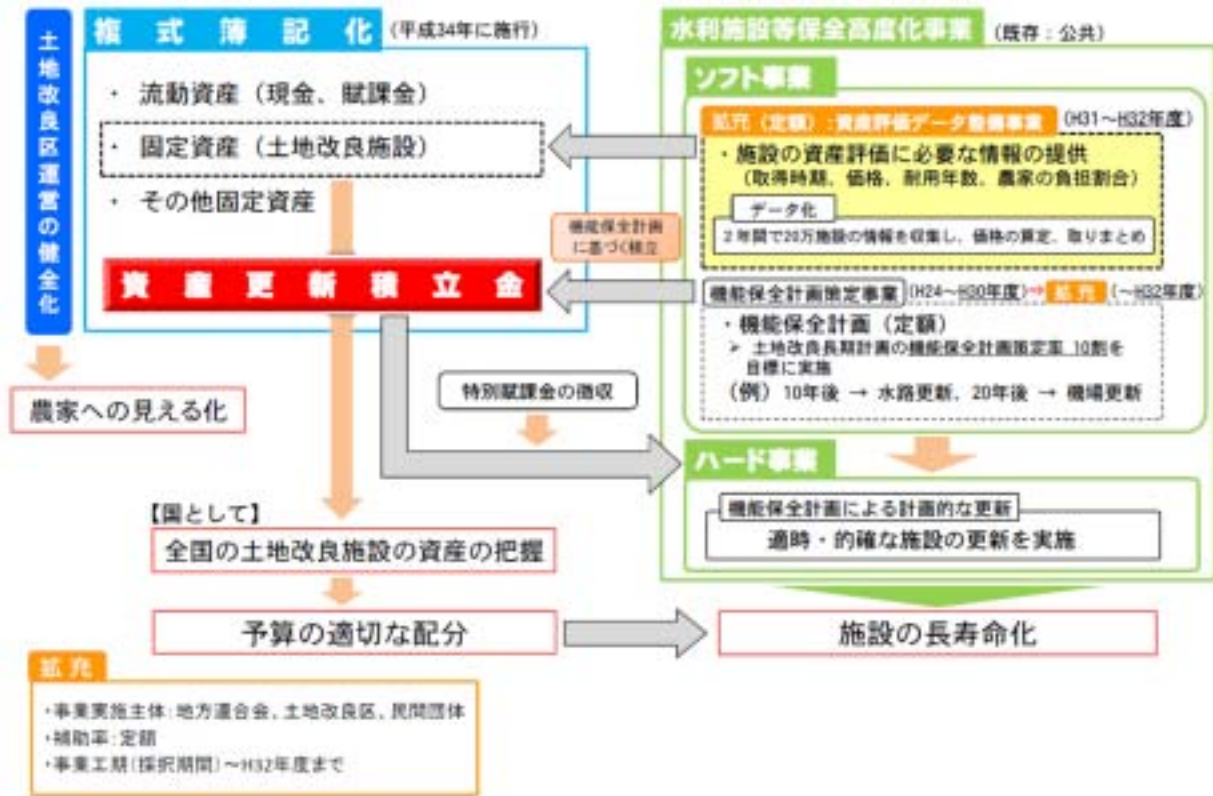 土地改良区運営の健全化
複式簿記化 (平成34年に施行)
・ 流動資産（現金、賦課金）
・ 固定資産（土地改良施設）
・ その他固定資産
資産更新積立金
機能保全計画
に基づく積立
農家への見える化
特別賦課金の徴収
【国として】
全国の土地改良施設の資産の把握
予算の適切な配分
水利施設等保全高度化事業 (既存：公共)
ソフト事業
拡充（定額）：資産評価データ整備事業 (H31～H32年度)
・施設の資産評価に必要な情報の提供
（取得時期、価格、耐用年数、農家の負担割合）
データ化
２年間で20万施設の情報を収集し、価格の算定、取りまとめ
機能保全計画策定事業 (H24～H30年度)⇒ 拡充 (～H32年度)
・機能保全計画（定額）
➢ 土地改良長期計画の機能保全計画策定率 10割を
目標に実施
（例）10年後 → 水路更新、20年後 → 機場更新
ハード事業
機能保全計画による計画的な更新
適時・的確な施設の更新を実施
施設の長寿命化
拡充
・事業実施主体：地方連合会、土地改良区、民間団体
・補助率：定額
・事業工期（採択期間）～H32年度まで